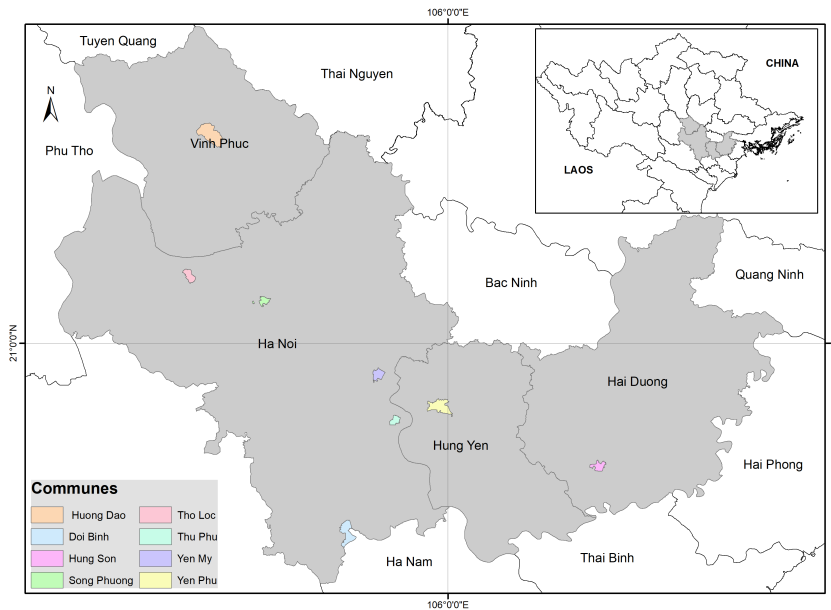 106°0'0"E
Tuyen Quang
Thai Nguyen
CHINA
N
Vinh Phuc
Phu Tho
LAOS
Bac Ninh
Quang Ninh
21°0'0"N
Ha Noi
Hai Duong
Hung Yen
Hai Phong
Communes
Huong Dao
Tho Loc
Doi Binh
Thu Phu
Hung Son
Yen My
Song Phuong
Yen Phu
Ha Nam
Thai Binh
106°0'0"E